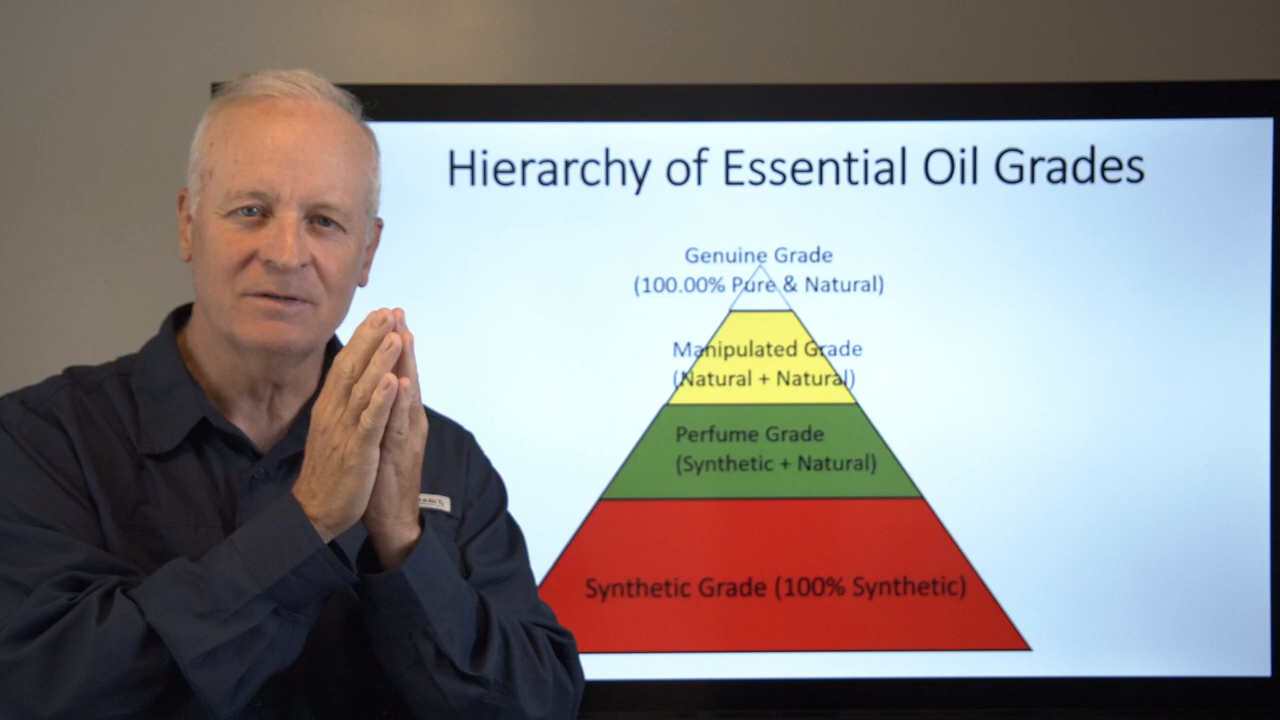 Hierarchy of Essential Oil Grades
Genuine Grade
(100.00% Pure & Natural)
Manipulated Grade
(Natural + Natural)
Perfume Grade
(Synthetic + Natural)
Synthetic Grade (100% Synthetic)